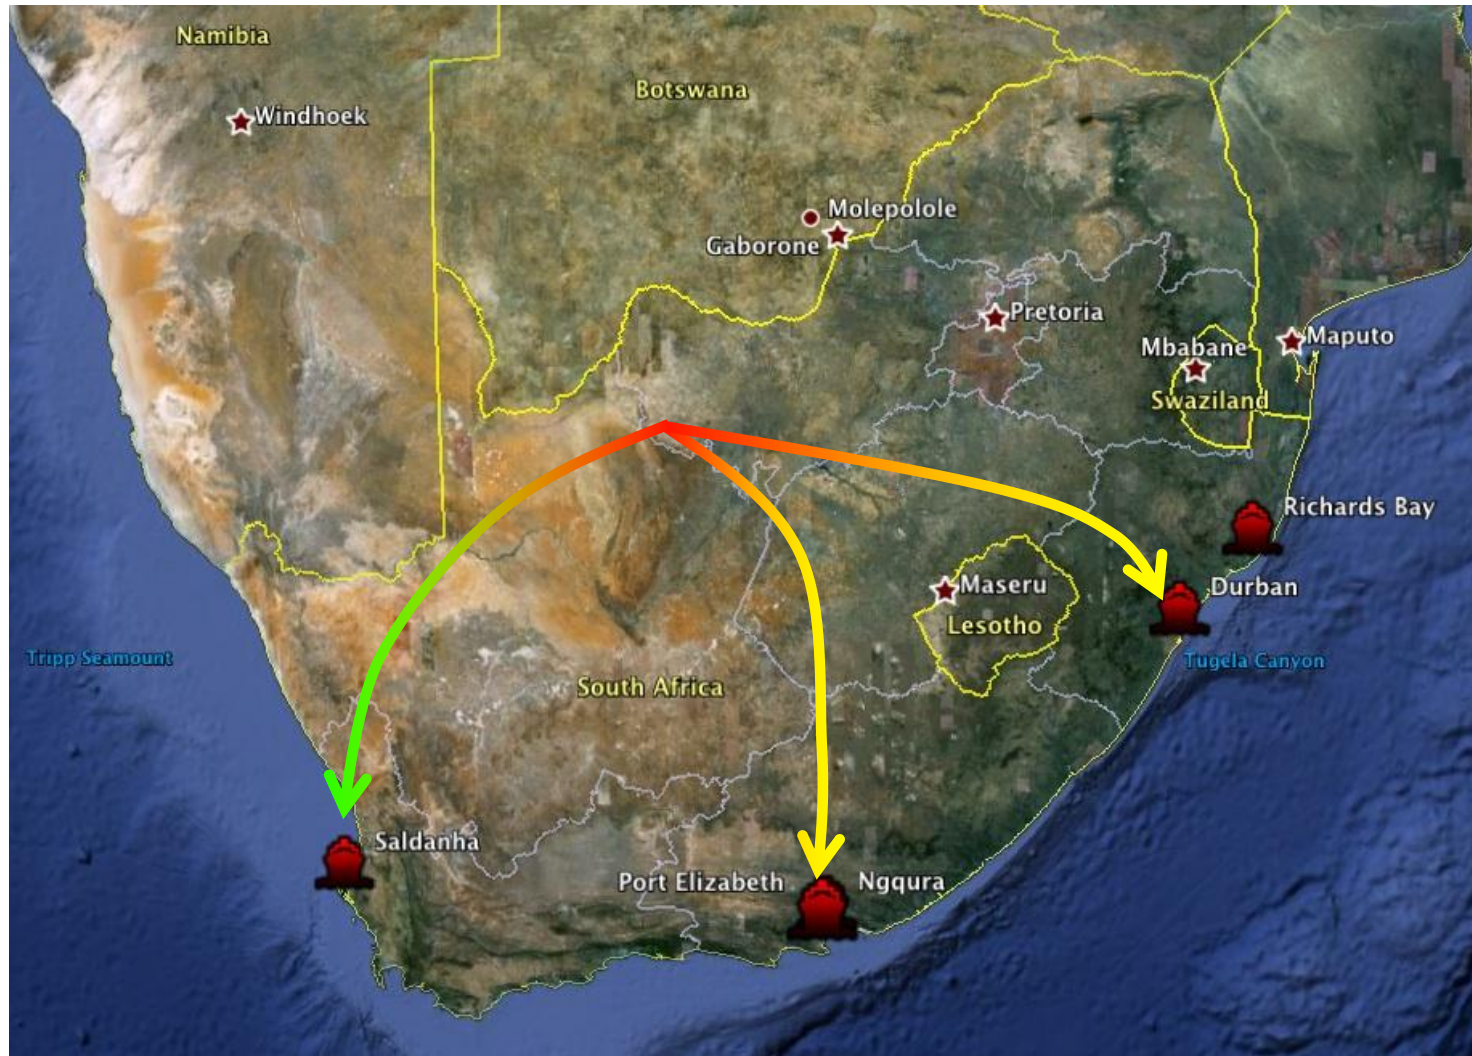 Namibia
Windhoek
Botswana
Molepolole
Gaborone
Pretoria
Mbabane
Maputo
Swaziland
Richards Bay
Maseru
Durban
Lesotho
Tripp Seamount
Tugela Canyon
South Africa
Saldanha
Port Elizabeth
Ngqura